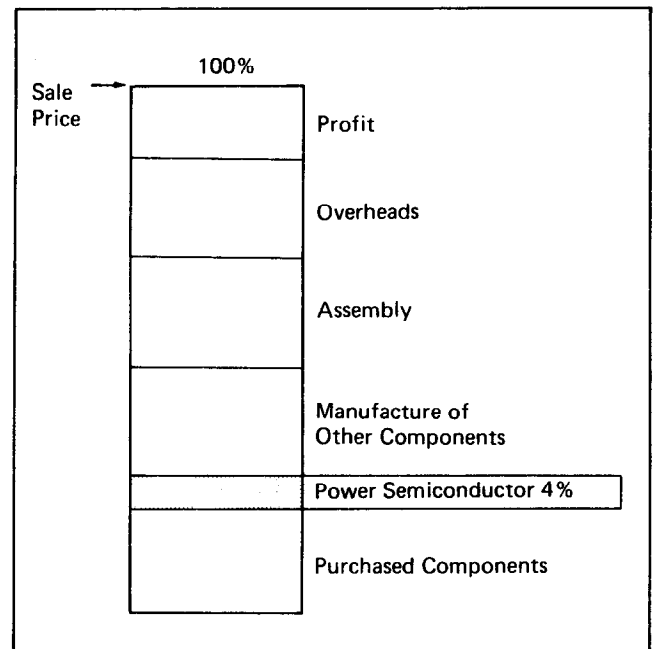 100%
Sale
Price
Profit
Overheads
Assembly
Manufacture of
Other Components
Power Semiconductor 4%
Purchased Components